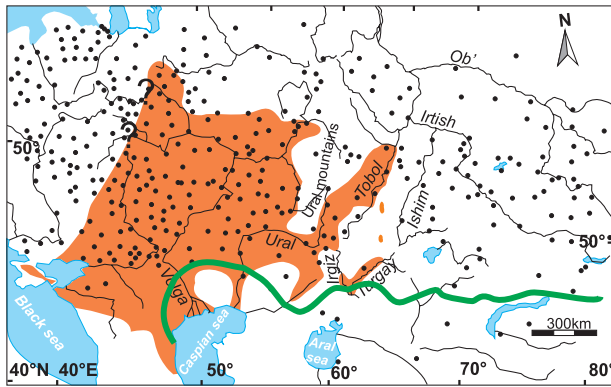 N
Ob'
?
Irtish
?
50°
Ural mountains
Tobol
Ishim
Ural
50°
Irgiz
Turgay
Volga
Black sea
Caspian sea
Aral
sea
300km
40°N 40°E 50° 60° 70° 80°